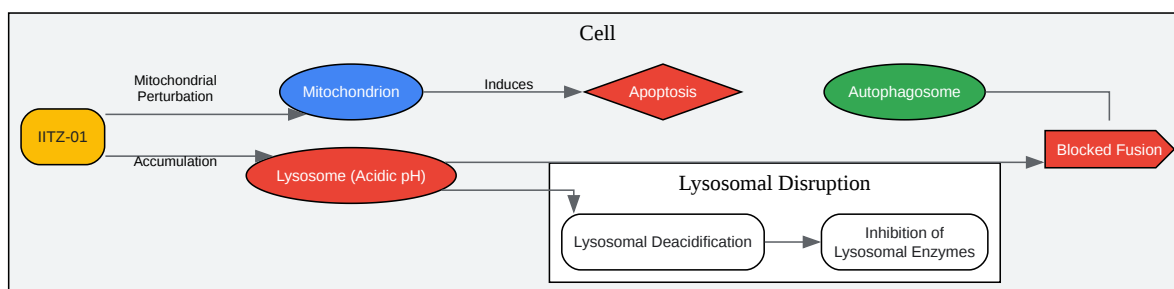 Cell
Mitochondrial
Perturbation
Mitochondrion
Induces
Apoptosis
Autophagosome
IITZ-01
Accumulation
Lysosome (Acidic pH)
Blocked Fusion
Lysosomal Disruption
Lysosomal Deacidification
Inhibition of
Lysosomal Enzymes